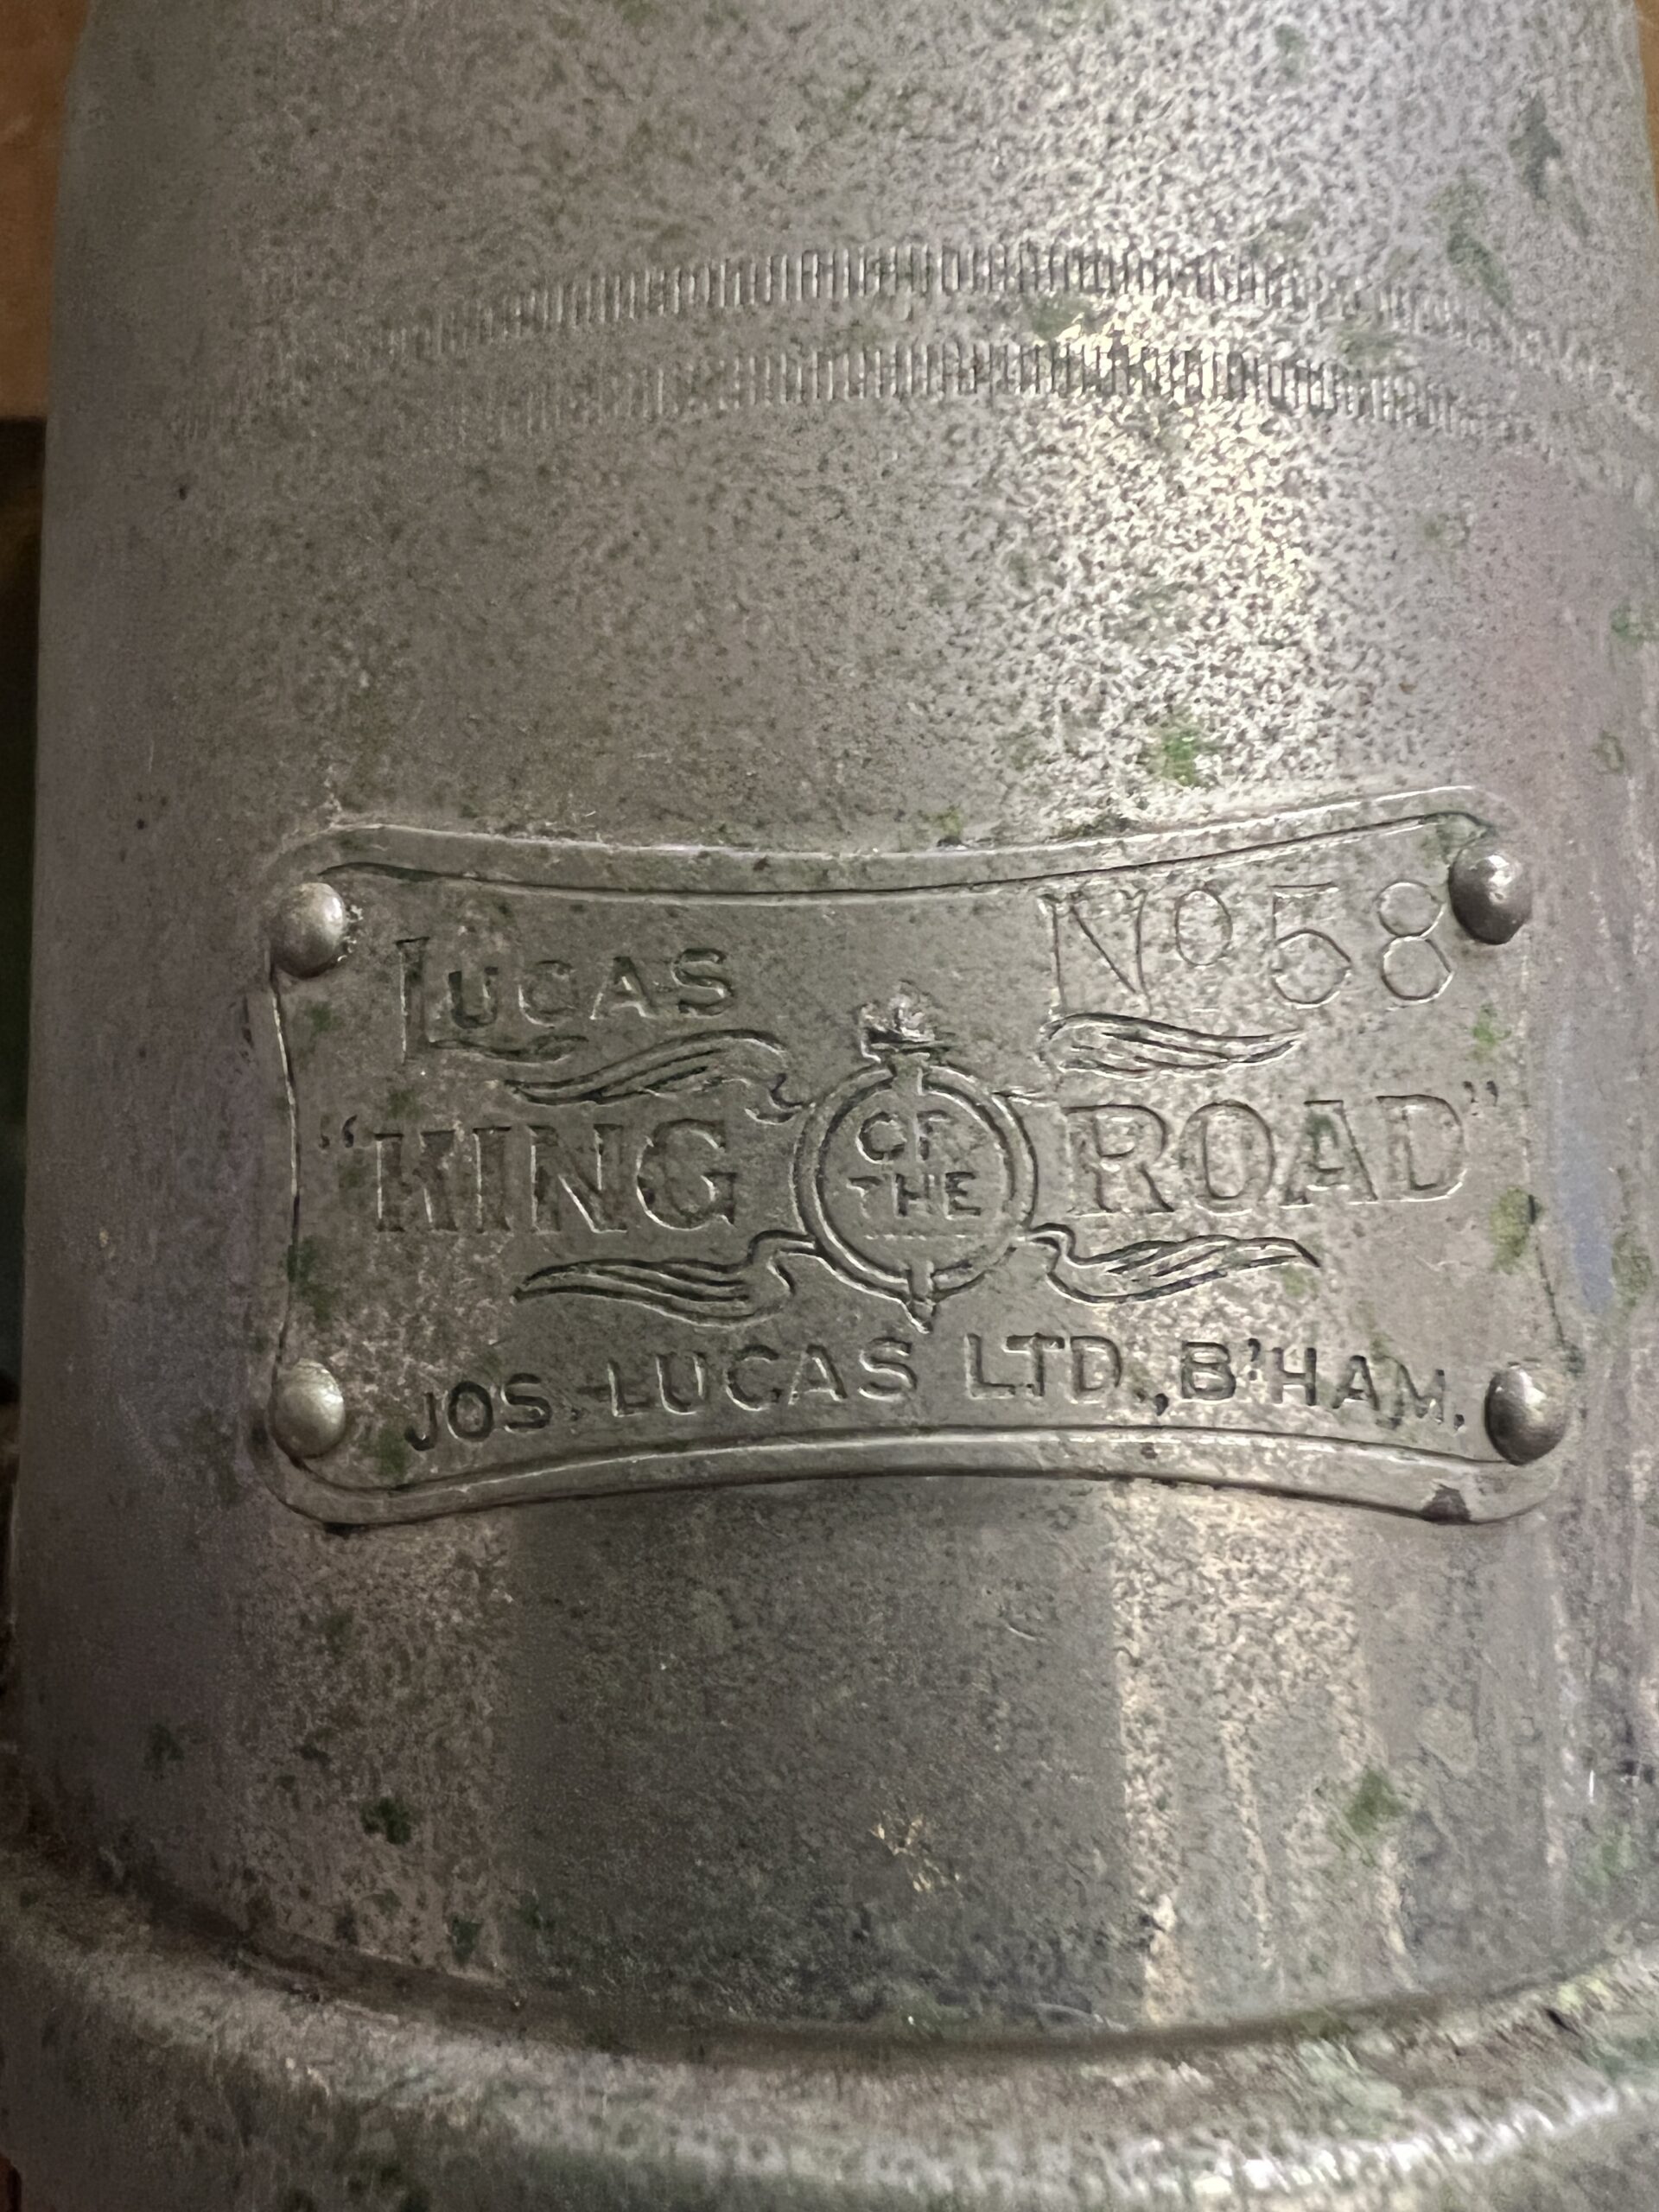 LUCAS No 58
"KING OF THE ROAD"
JOS. LUCAS LTD., B'HAM.